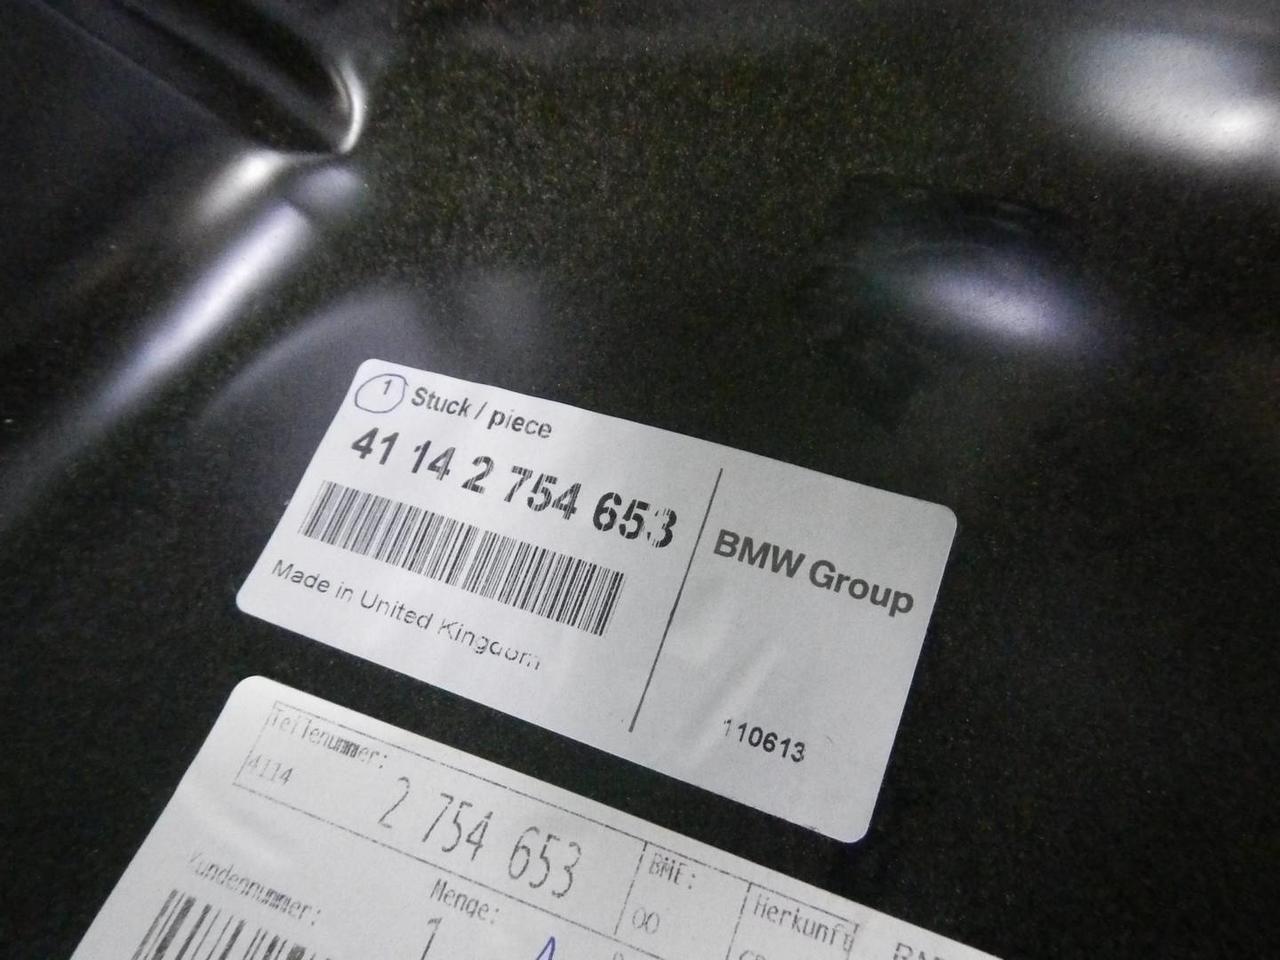 1 Stuck / piece
41 14 2 754 653
Made in United Kingdom
BMW Group
110613
Teilenummer:
4114 2 754 653
BME:
00
Herkunft
Kundennummer:
Menge:
1